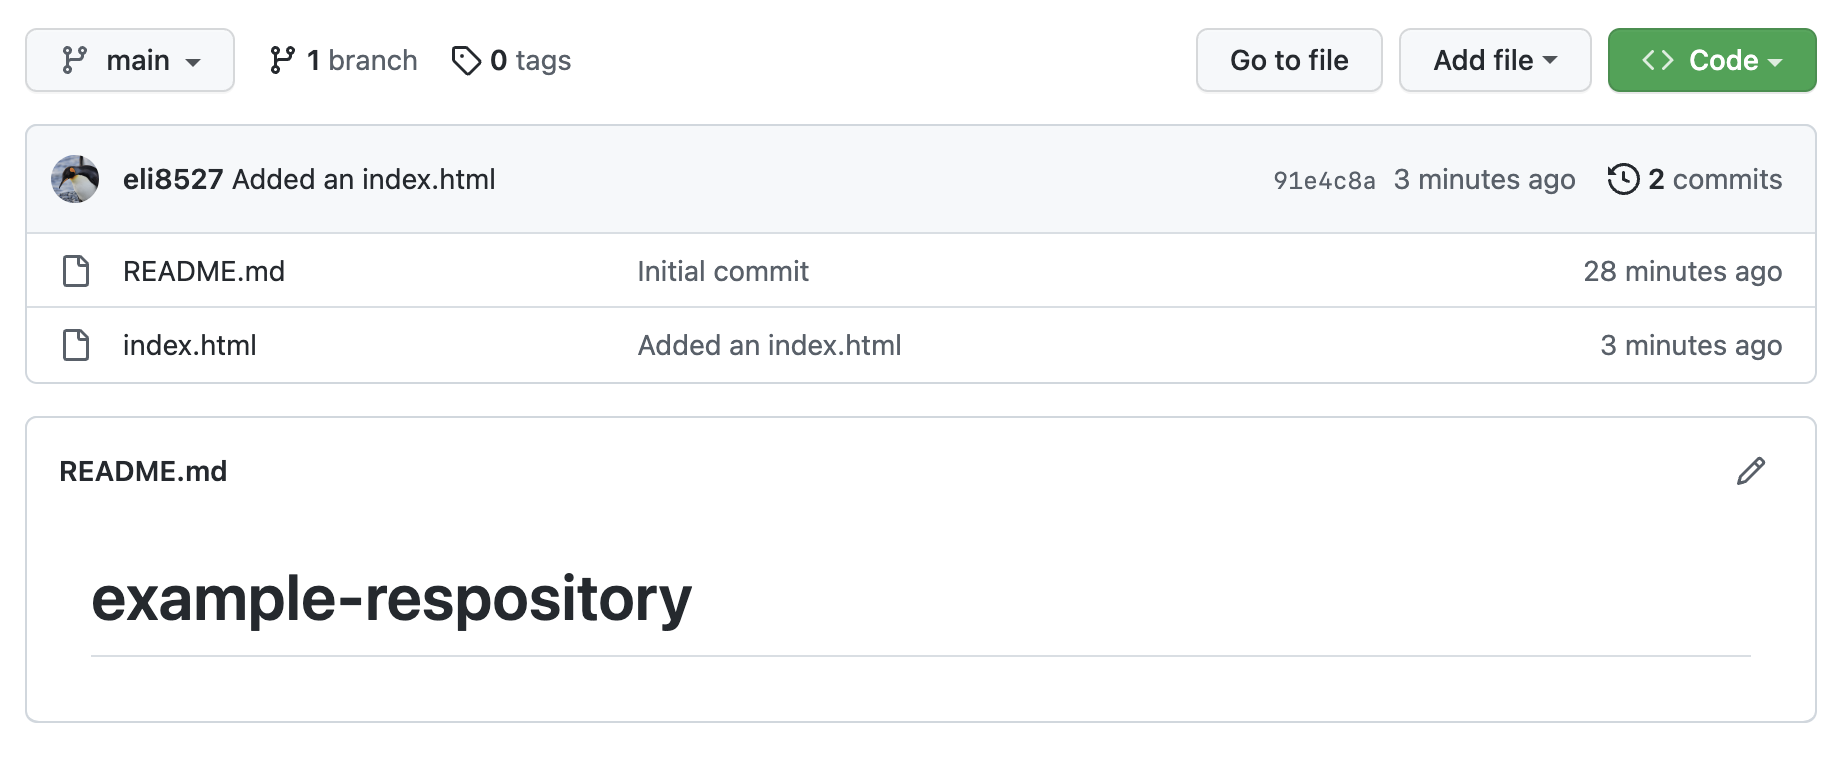 main 1 branch 0 tags Go to file Add file Code
eli8527 Added an index.html 91e4c8a 3 minutes ago 2 commits
README.md Initial commit 28 minutes ago
index.html Added an index.html 3 minutes ago
README.md
example-respository